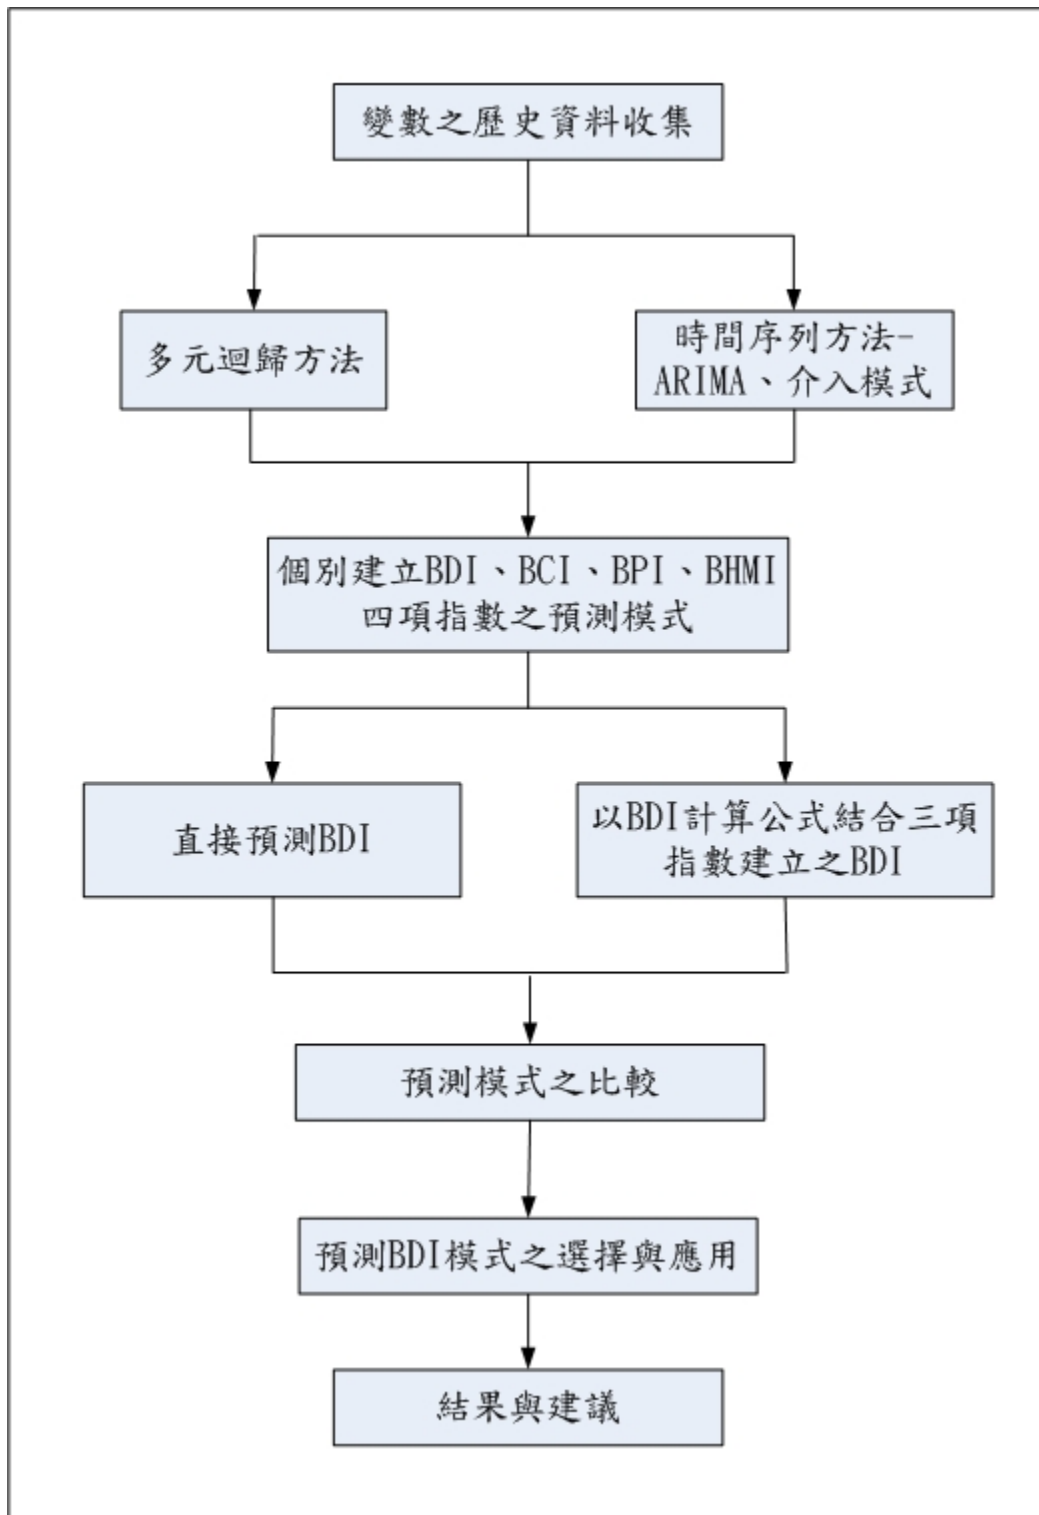 變數之歷史資料收集
多元迴歸方法
時間序列方法-
ARIMA、介入模式
個別建立BDI、BCI、BPI、BHMI
四項指數之預測模式
直接預測BDI
以BDI計算公式結合三項
指數建立之BDI
預測模式之比較
預測BDI模式之選擇與應用
結果與建議